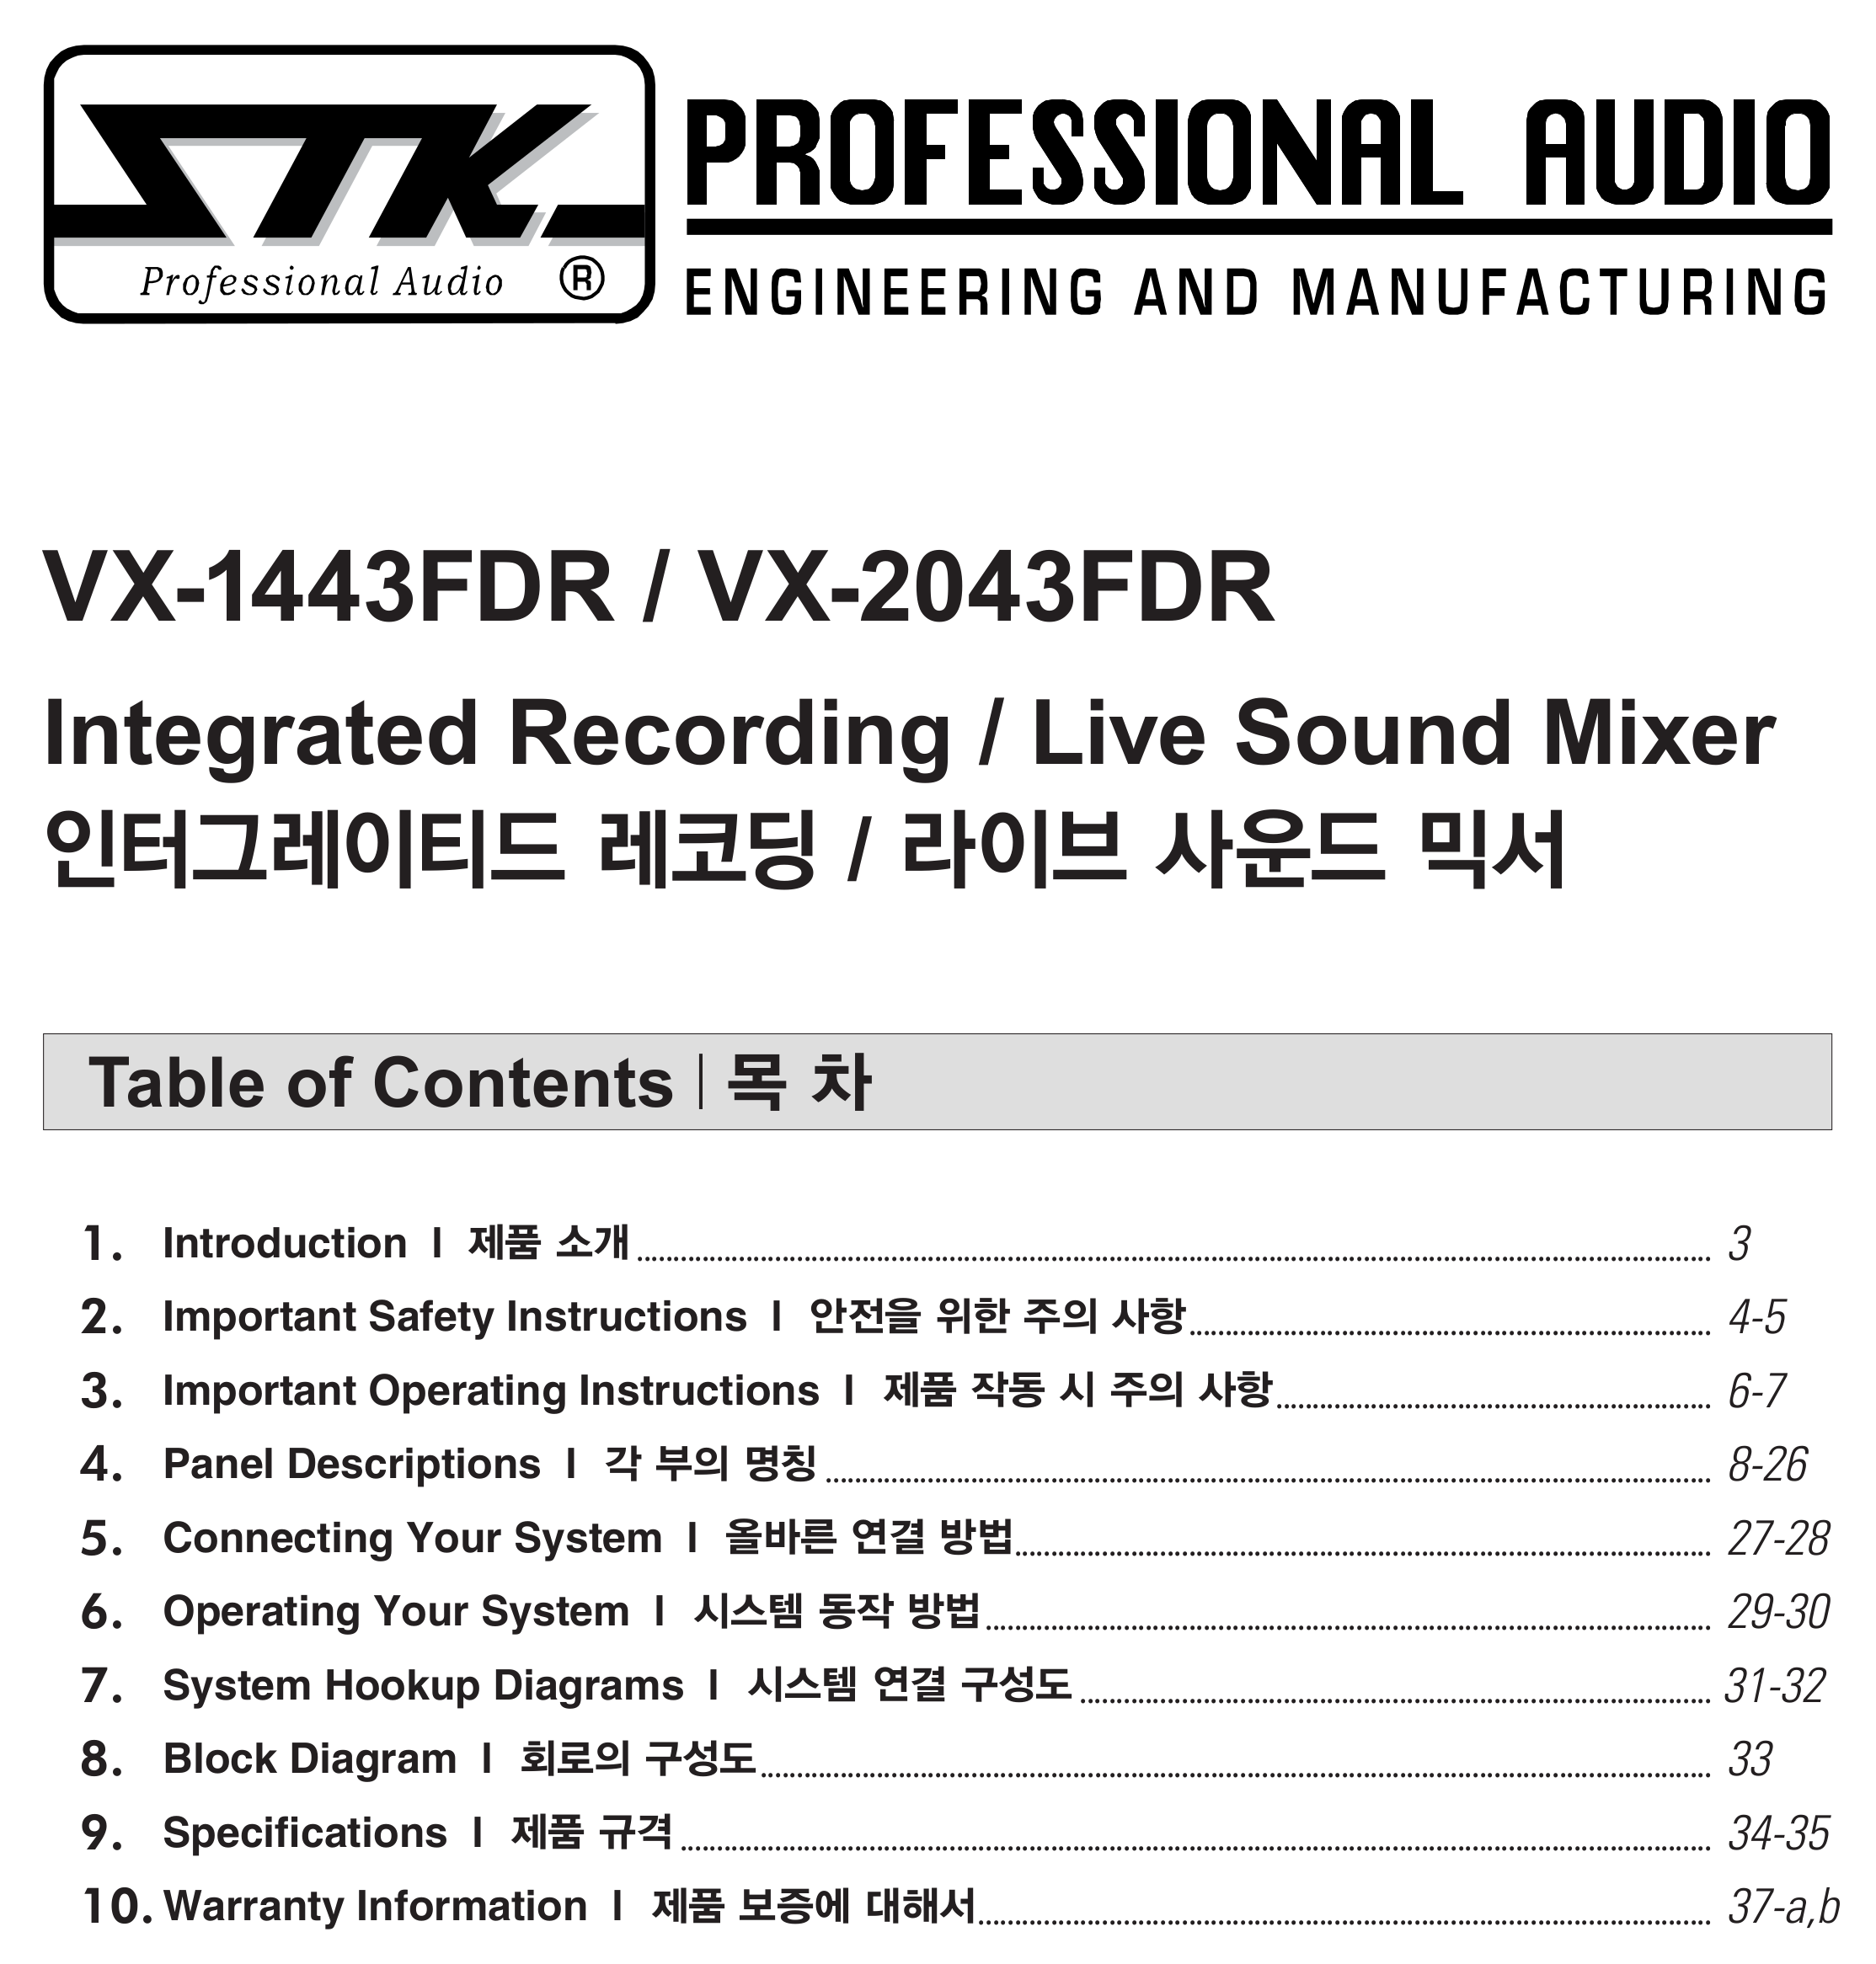 STK
Professional Audio ®
PROFESSIONAL AUDIO
ENGINEERING AND MANUFACTURING
VX-1443FDR / VX-2043FDR
Integrated Recording / Live Sound Mixer
인터그레이티드 레코딩 / 라이브 사운드 믹서
Table of Contents | 목 차
1. Introduction I 제품 소개 3
2. Important Safety Instructions I 안전을 위한 주의 사항 4-5
3. Important Operating Instructions I 제품 작동 시 주의 사항 6-7
4. Panel Descriptions I 각 부의 명칭 8-26
5. Connecting Your System I 올바른 연결 방법 27-28
6. Operating Your System I 시스템 동작 방법 29-30
7. System Hookup Diagrams I 시스템 연결 구성도 31-32
8. Block Diagram I 회로의 구성도 33
9. Specifications I 제품 규격 34-35
10. Warranty Information I 제품 보증에 대해서 37-a,b